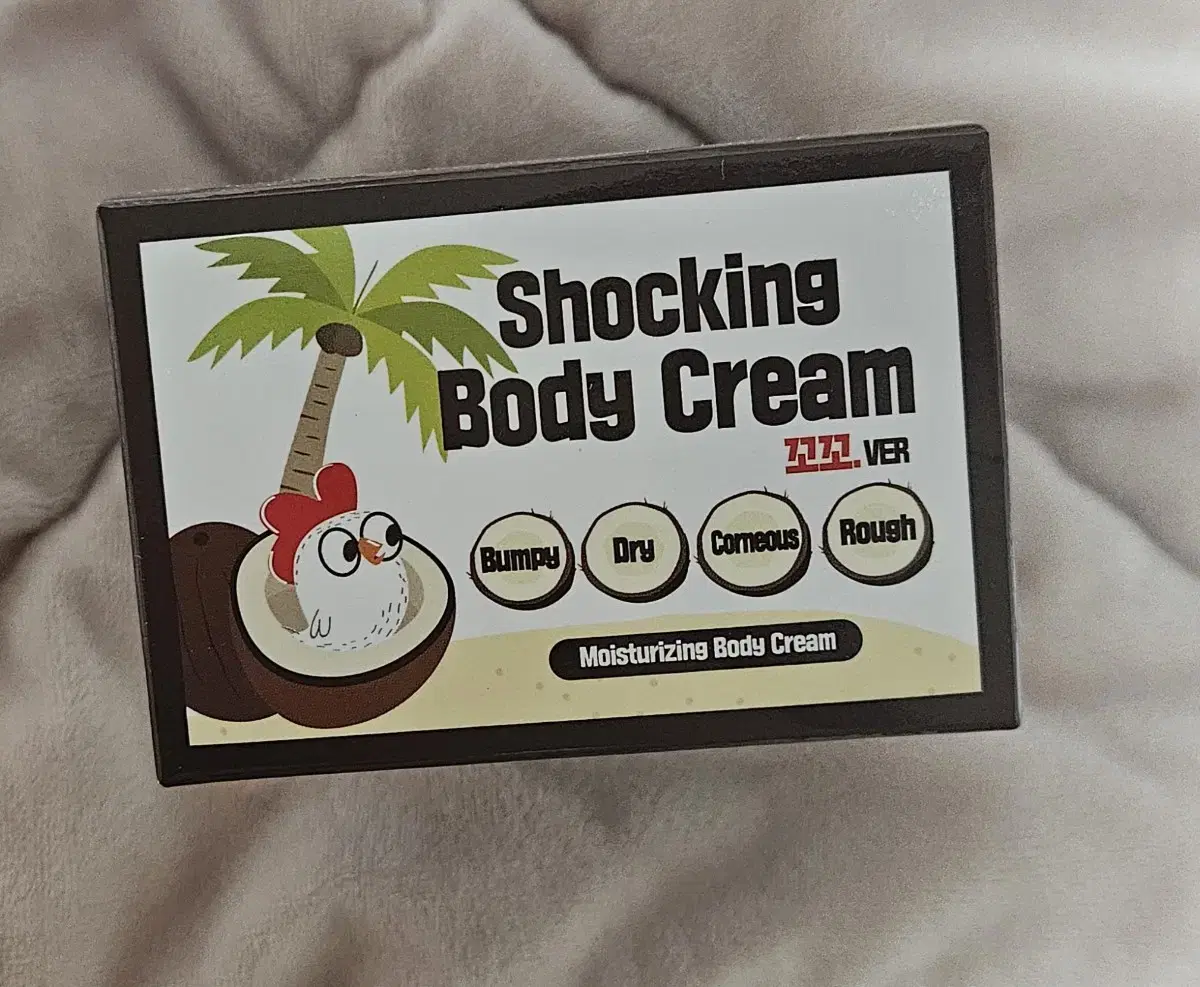 Shocking
Body Cream
꼬꼬.VER
Bumpy Dry Corneous Rough
Moisturizing Body Cream